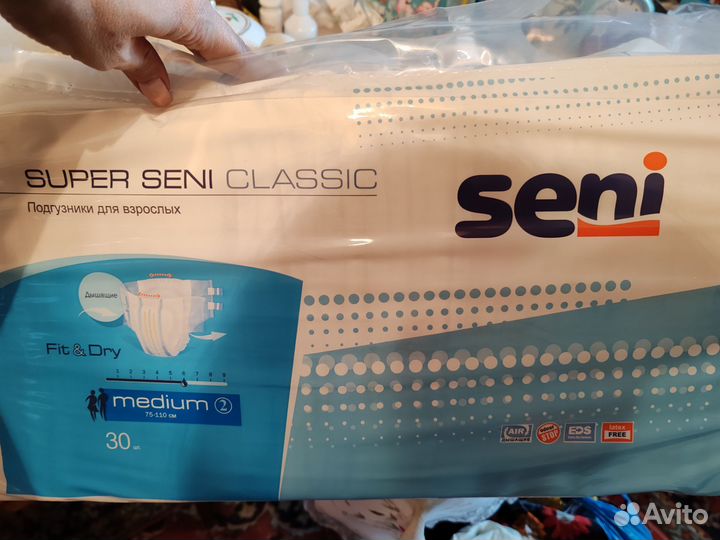 SUPER SENI CLASSIC
Подгузники для взрослых
seni
Дышащие
Fit & Dry
1 2 3 4 5 6 7 8 9
medium 2
75-110 см
30 шт.
AIR
STOP
EDS
latex
FREE
Avito